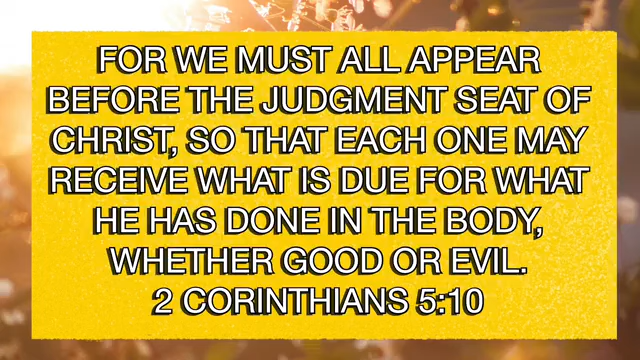 FOR WE MUST ALL APPEAR
BEFORE THE JUDGMENT SEAT OF
CHRIST, SO THAT EACH ONE MAY
RECEIVE WHAT IS DUE FOR WHAT
HE HAS DONE IN THE BODY,
WHETHER GOOD OR EVIL.
2 CORINTHIANS 5:10